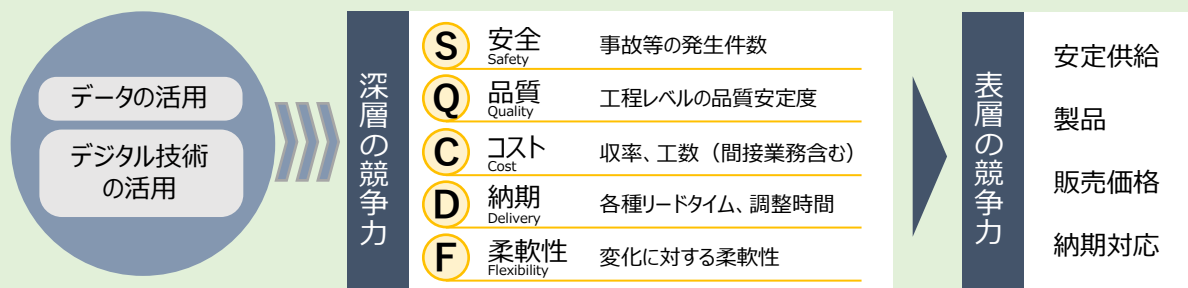 データの活用
デジタル技術
の活用
深層の競争力
S 安全 事故等の発生件数
Safety
Q 品質 工程レベルの品質安定度
Quality
C コスト 収率、工数（間接業務含む）
Cost
D 納期 各種リードタイム、調整時間
Delivery
F 柔軟性 変化に対する柔軟性
Flexibility
表層の競争力
安定供給
製品
販売価格
納期対応